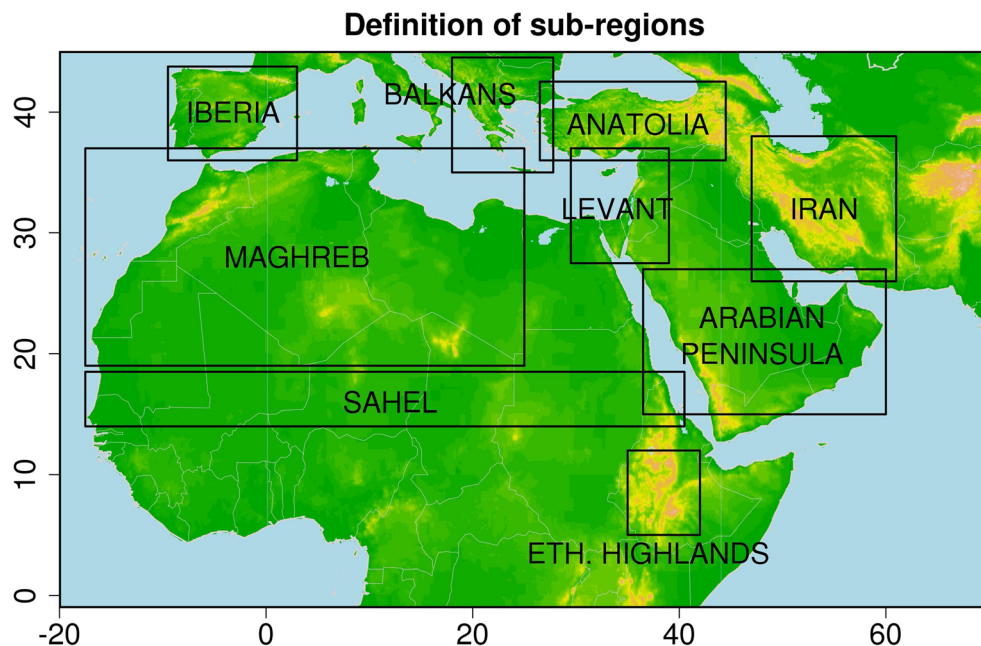 Definition of sub-regions
40
30
20
10
0
IBERIA
BALKANS
ANATOLIA
LEVANT
IRAN
MAGHREB
ARABIAN
PENINSULA
SAHEL
ETH. HIGHLANDS
-20
0
20
40
60